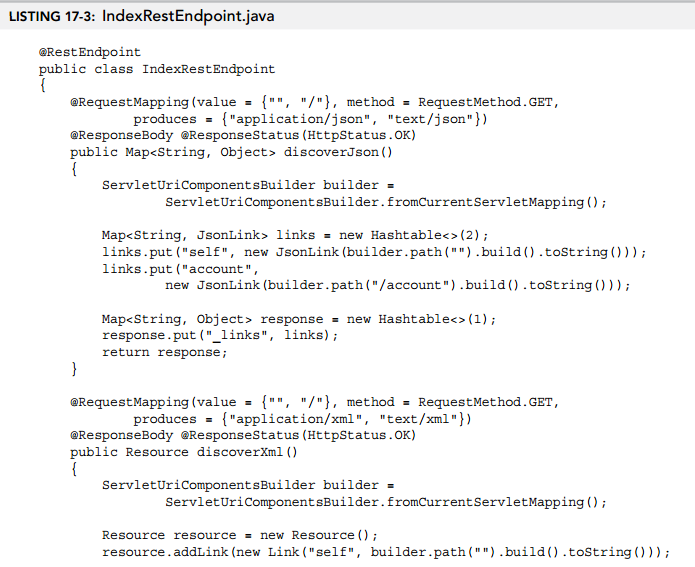 LISTING 17-3: IndexRestEndpoint.java
@RestEndpoint
public class IndexRestEndpoint
{
@RequestMapping(value = {"", "/"}, method = RequestMethod.GET,
produces = {"application/json", "text/json"})
@ResponseBody @ResponseStatus(HttpStatus.OK)
public Map<String, Object> discoverJson()
{
ServletUriComponentsBuilder builder =
ServletUriComponentsBuilder.fromCurrentServletMapping();
Map<String, JsonLink> links = new Hashtable<>(2);
links.put("self", new JsonLink(builder.path("").build().toString()));
links.put("account",
new JsonLink(builder.path("/account").build().toString()));
Map<String, Object> response = new Hashtable<>(1);
response.put("_links", links);
return response;
}
@RequestMapping(value = {"", "/"}, method = RequestMethod.GET,
produces = {"application/xml", "text/xml"})
@ResponseBody @ResponseStatus(HttpStatus.OK)
public Resource discoverXml()
{
ServletUriComponentsBuilder builder =
ServletUriComponentsBuilder.fromCurrentServletMapping();
Resource resource = new Resource();
resource.addLink(new Link("self", builder.path("").build().toString()));